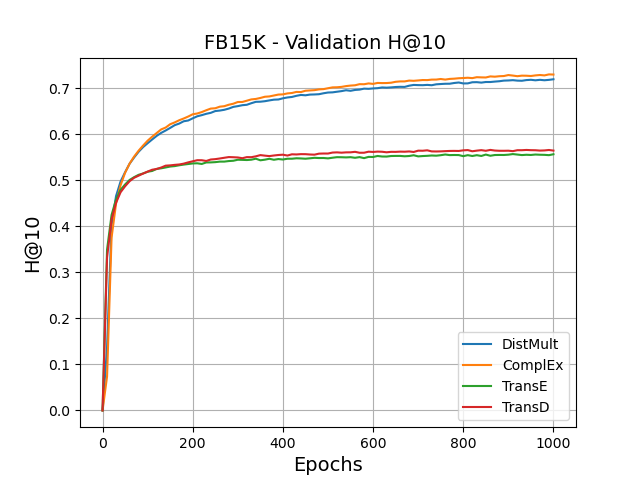 FB15K - Validation H@10
H@10
0.7
0.6
0.5
0.4
0.3
0.2
0.1
0.0
DistMult
ComplEx
TransE
TransD
0 200 400 600 800 1000
Epochs